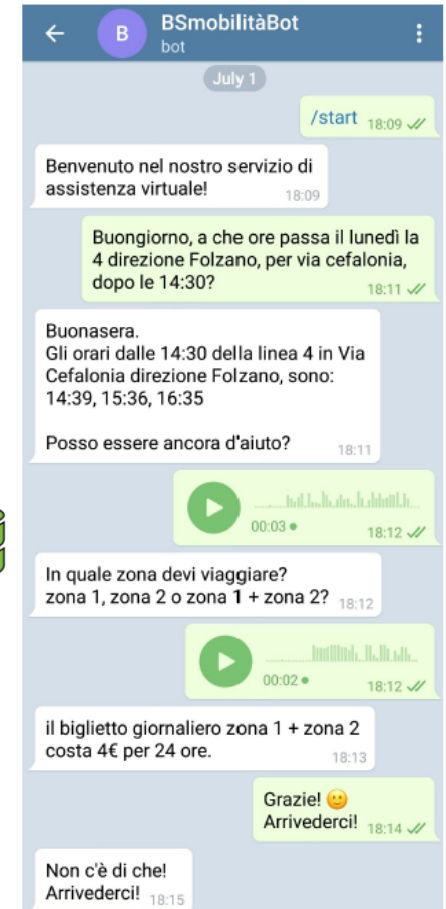 BSmobilitàBot
B
bot
July 1
/start 18:09
Benvenuto nel nostro servizio di
assistenza virtuale!
18:09
Buongiorno, a che ore passa il lunedì la
4 direzione Folzano, per via cefalonia,
dopo le 14:30?
18:11
Buonasera.
Gli orari dalle 14:30 della linea 4 in Via
Cefalonia direzione Folzano, sono:
14:39, 15:36, 16:35
Posso essere ancora d'aiuto?
18:11
00:03
18:12
In quale zona devi viaggiare?
zona 1, zona 2 o zona 1 + zona 2? 18:12
00:02
18:12
il biglietto giornaliero zona 1 + zona 2
costa 4€ per 24 ore.
18:13
Grazie! 🙂
Arrivederci! 18:14
Non c'è di che!
Arrivederci! 18:15